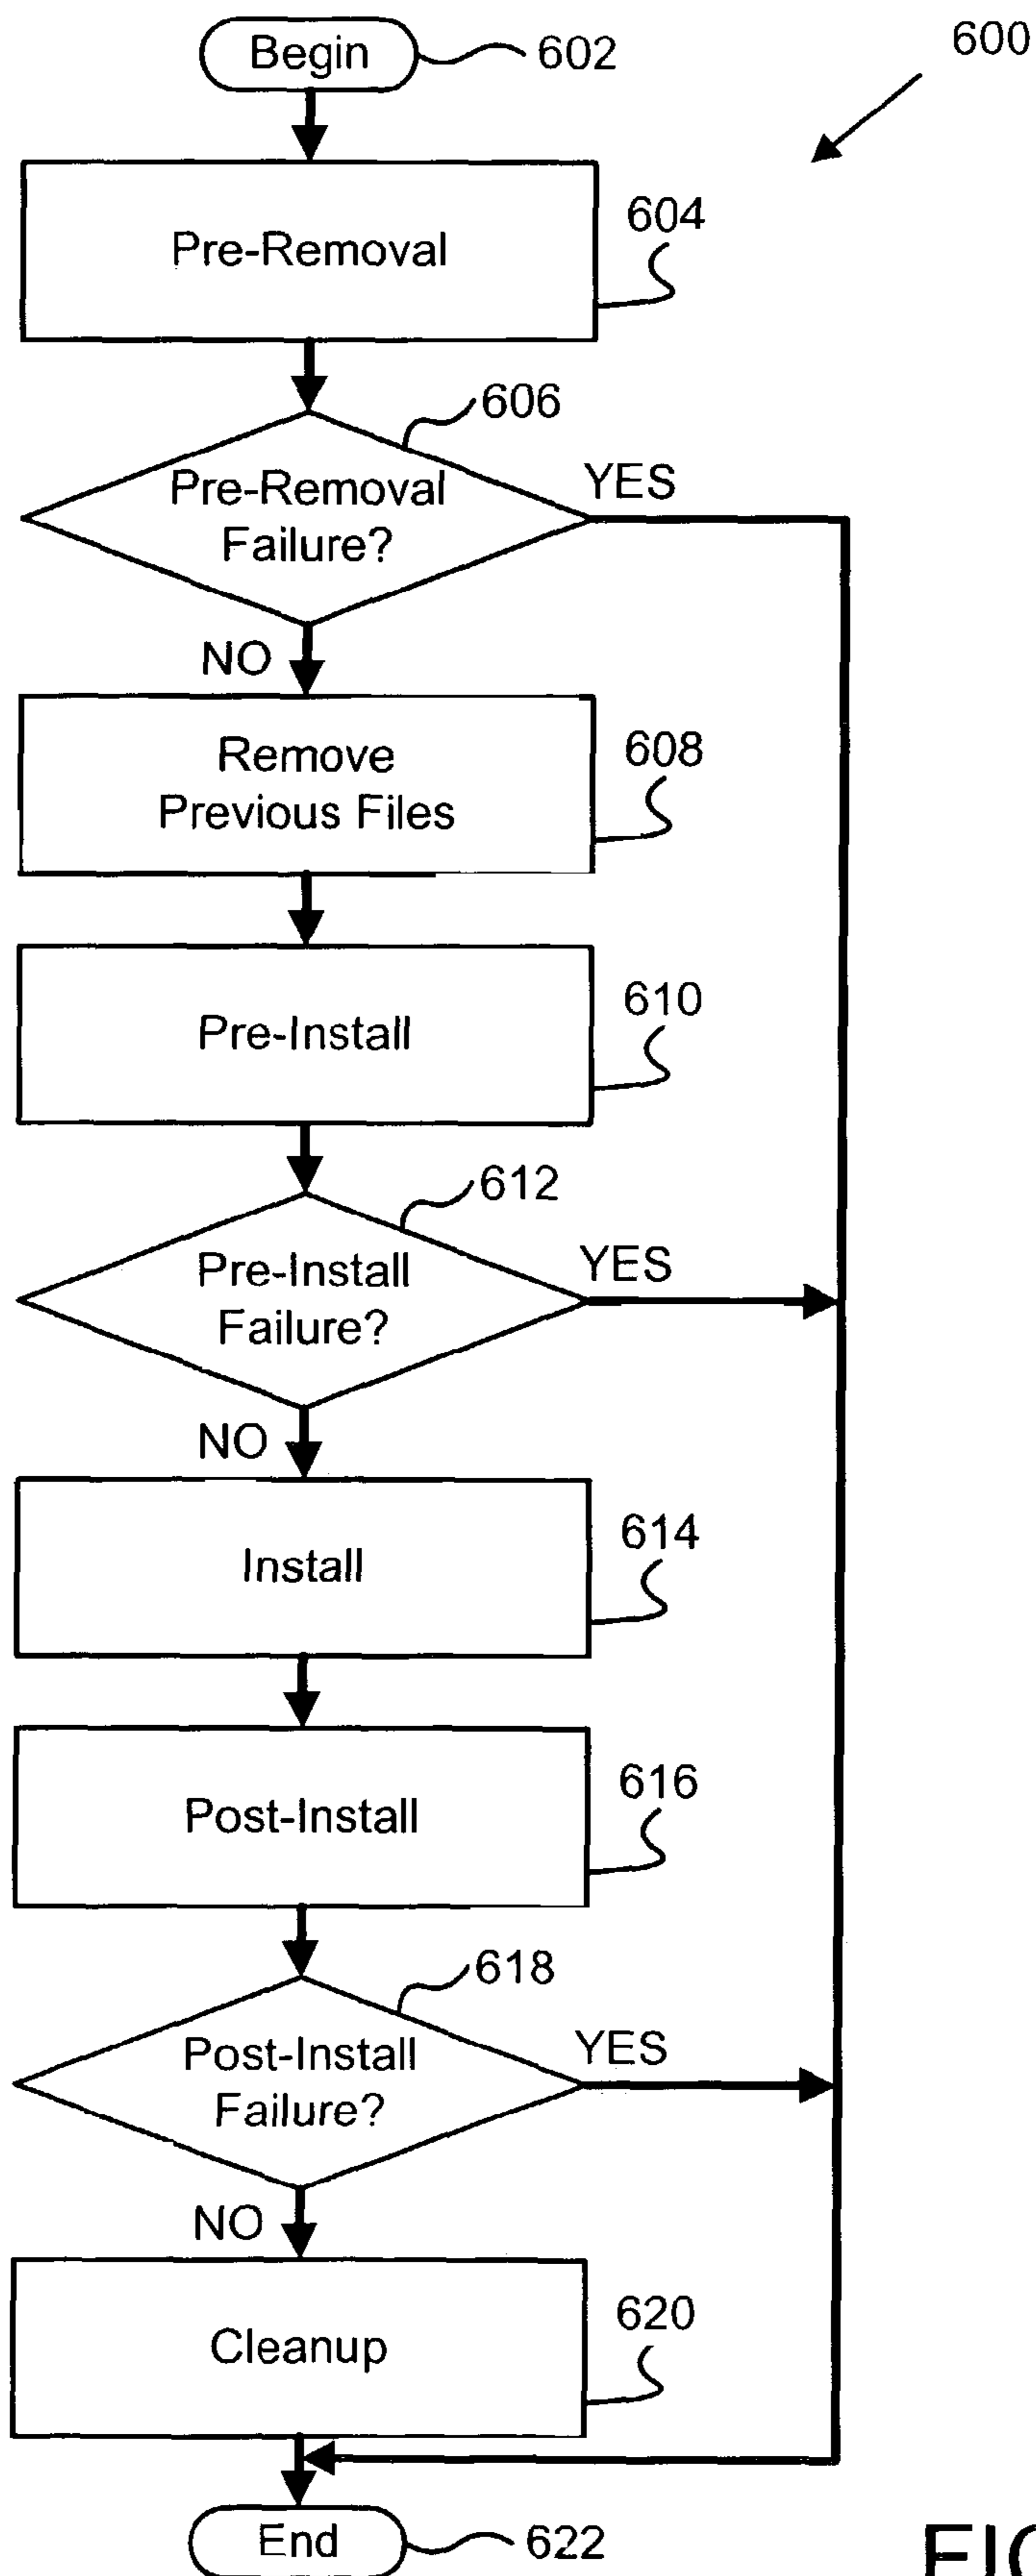 Begin
602
600
Pre-Removal
604
606
Pre-Removal
Failure?
YES
NO
Remove
Previous Files
608
Pre-Install
610
612
Pre-Install
Failure?
YES
NO
Install
614
Post-Install
616
618
Post-Install
Failure?
YES
NO
Cleanup
620
End
622